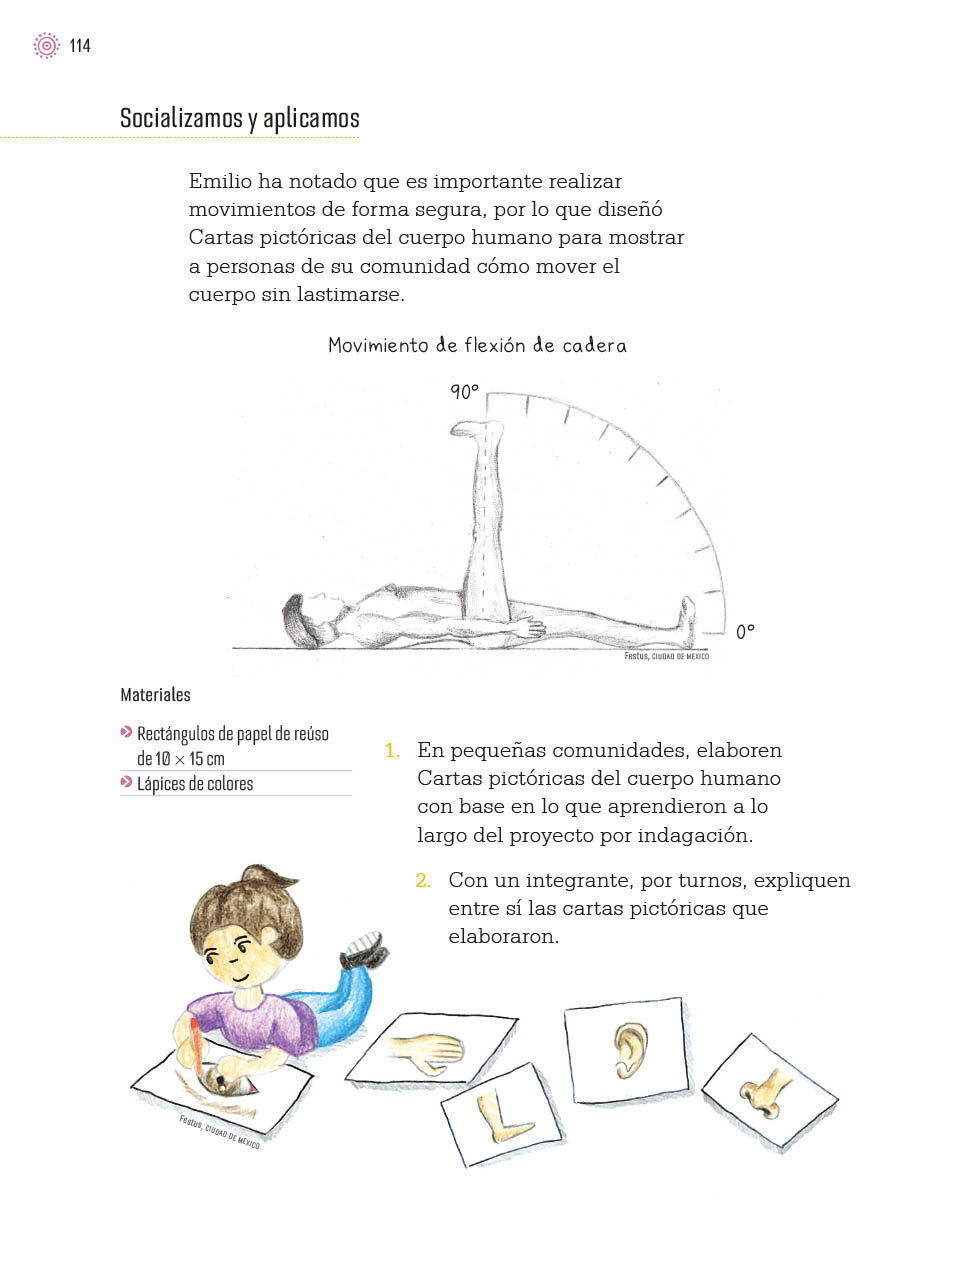 114
Socializamos y aplicamos
Emilio ha notado que es importante realizar
movimientos de forma segura, por lo que diseñó
Cartas pictóricas del cuerpo humano para mostrar
a personas de su comunidad cómo mover el
cuerpo sin lastimarse.
Movimiento de flexión de cadera
90°
0°
Festus, CIUDAD DE MÉXICO
Materiales
Rectángulos de papel de reúso
de 10 × 15 cm
Lápices de colores
1. En pequeñas comunidades, elaboren
Cartas pictóricas del cuerpo humano
con base en lo que aprendieron a lo
largo del proyecto por indagación.
2. Con un integrante, por turnos, expliquen
entre sí las cartas pictóricas que
elaboraron.
Festus, CIUDAD DE MÉXICO